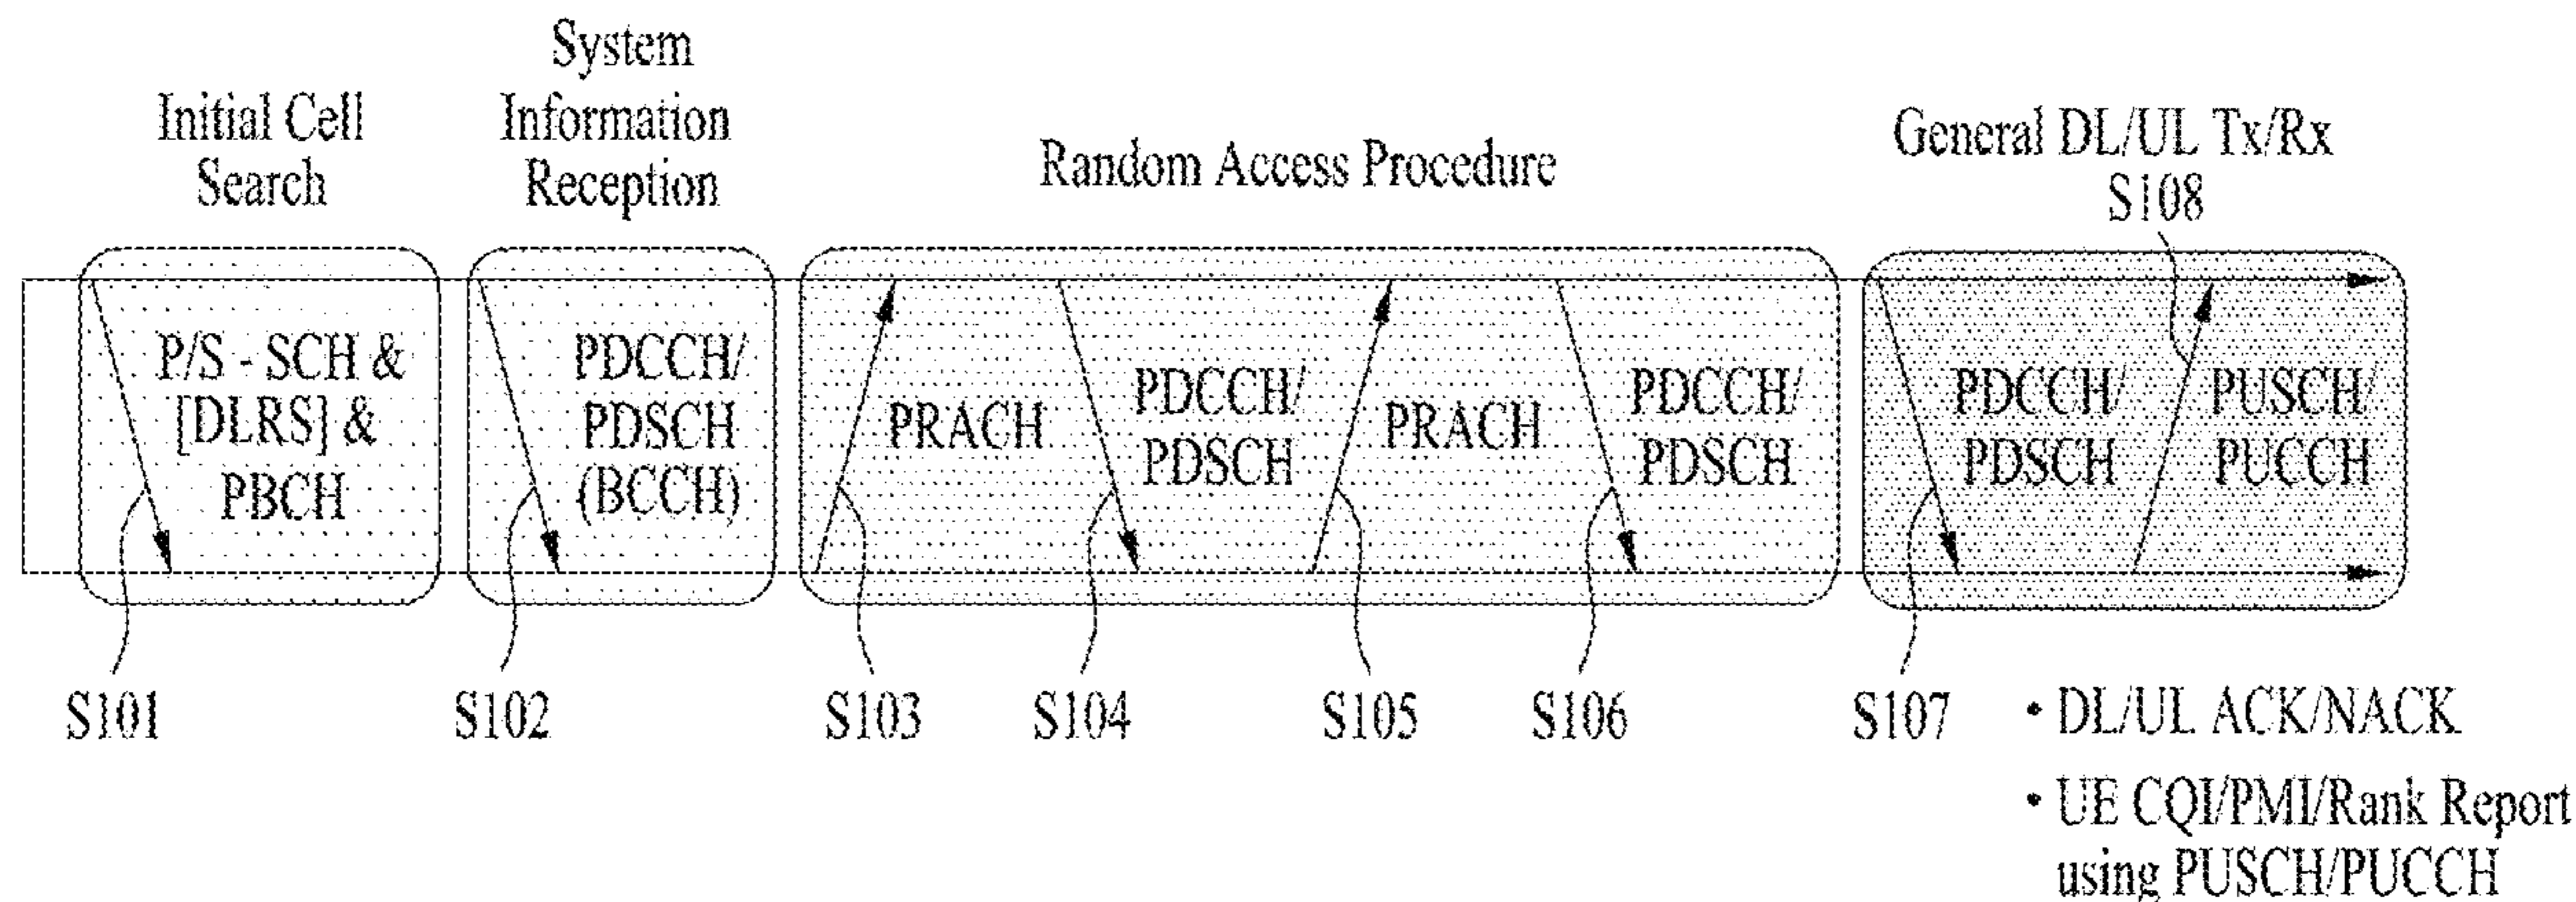 Initial Cell
Search
System
Information
Reception
Random Access Procedure
General DL/UL Tx/Rx
S108
P/S - SCH &
[DLRS] &
PBCH
PDCCH/
PDSCH
(BCCH)
PRACH
PDCCH/
PDSCH
PRACH
PDCCH/
PDSCH
PDCCH/
PDSCH
PUSCH/
PUCCH
S101
S102
S103
S104
S105
S106
S107
• DL/UL ACK/NACK
• UE CQI/PMI/Rank Report
using PUSCH/PUCCH